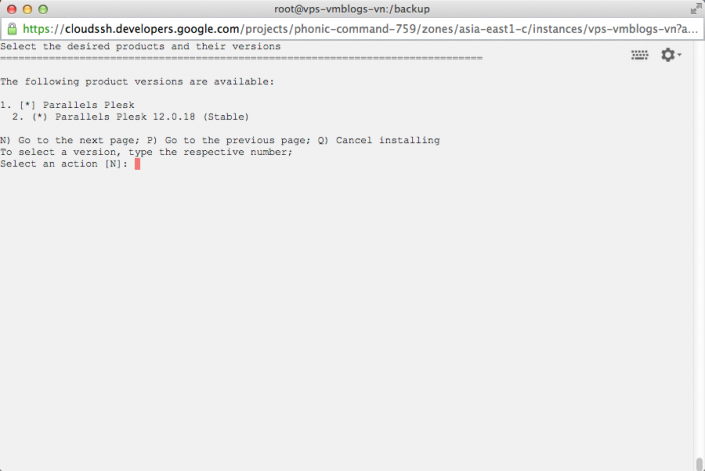 root@vps-vmblogs-vn:/backup
https://cloudssh.developers.google.com/projects/phonic-command-759/zones/asia-east1-c/instances/vps-vmblogs-vn?a...
Select the desired products and their versions
================================================================================
The following product versions are available:
1. [*] Parallels Plesk
2. (*) Parallels Plesk 12.0.18 (Stable)
N) Go to the next page; P) Go to the previous page; Q) Cancel installing
To select a version, type the respective number;
Select an action [N]: